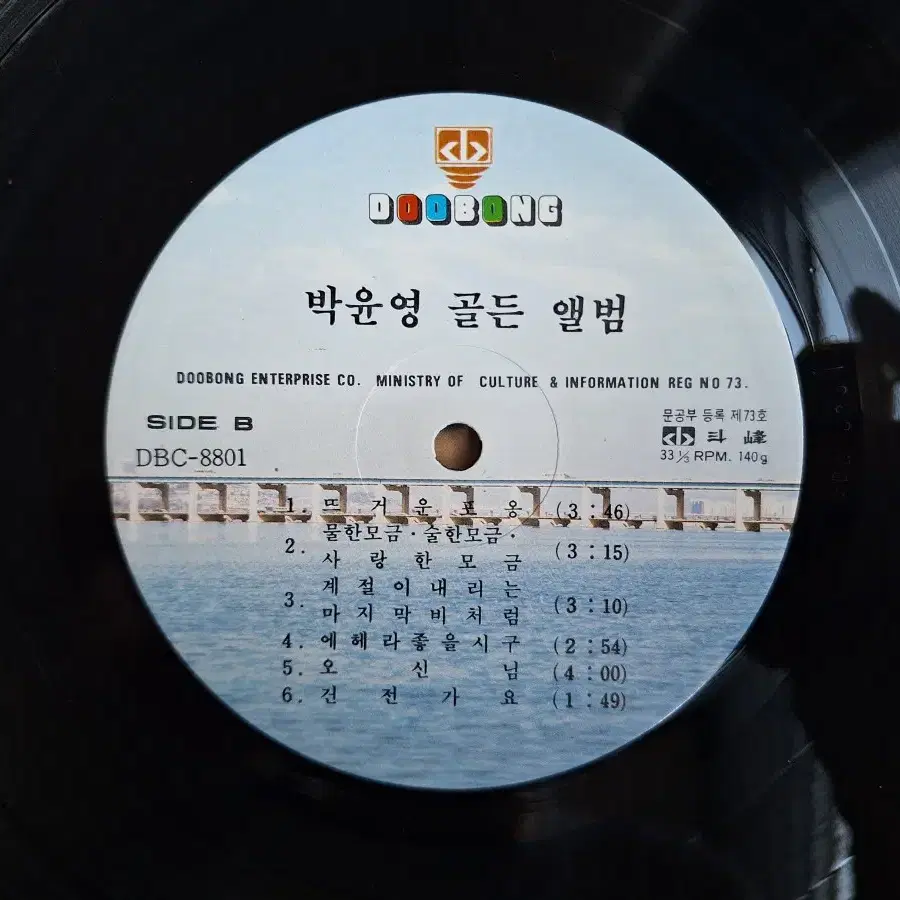 DOOBONG
박윤영 골든 앨범
DOOBONG ENTERPRISE CO. MINISTRY OF CULTURE & INFORMATION REG NO 73.
SIDE B
DBC-8801
문공부 등록 제73호
斗峰
33 1/3 RPM. 140g
1. 뜨거운포옹 (3:46)
2. 물한모금·술한모금·
사랑한모금 (3:15)
3. 계절이내리는
마지막비처럼 (3:10)
4. 에헤라좋을시구 (2:54)
5. 오신님 (4:00)
6. 건전가요 (1:49)